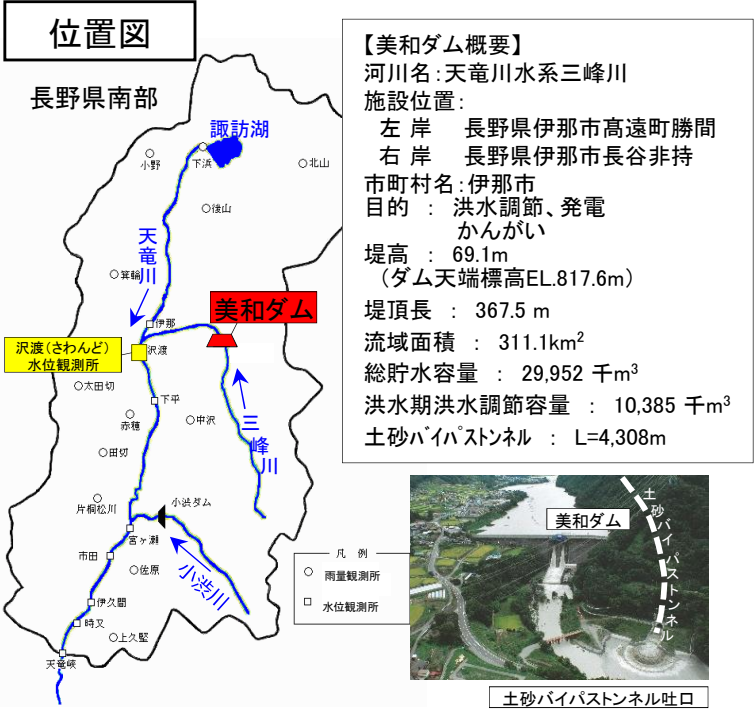 位置図
長野県南部
諏訪湖
下浜
小野
北山
後山
天竜川
箕輪
伊那
美和ダム
沢渡(さわんど)
水位観測所
沢渡
太田切
下平
赤穂
中沢
三峰川
田切
片桐松川
小渋ダム
宮ヶ瀬
市田
佐原
小渋川
伊久間
時又
上久堅
天竜峡
凡 例
雨量観測所
水位観測所
【美和ダム概要】
河川名:天竜川水系三峰川
施設位置:
左 岸 長野県伊那市髙遠町勝間
右 岸 長野県伊那市長谷非持
市町村名:伊那市
目的 : 洪水調節、発電
かんがい
堤高 : 69.1m
(ダム天端標高EL.817.6m)
堤頂長 : 367.5 m
流域面積 : 311.1km²
総貯水容量 : 29,952 千m³
洪水期洪水調節容量 : 10,385 千m³
土砂バイパストンネル : L=4,308m
美和ダム
土砂バイパストンネル
土砂バイパストンネル吐口